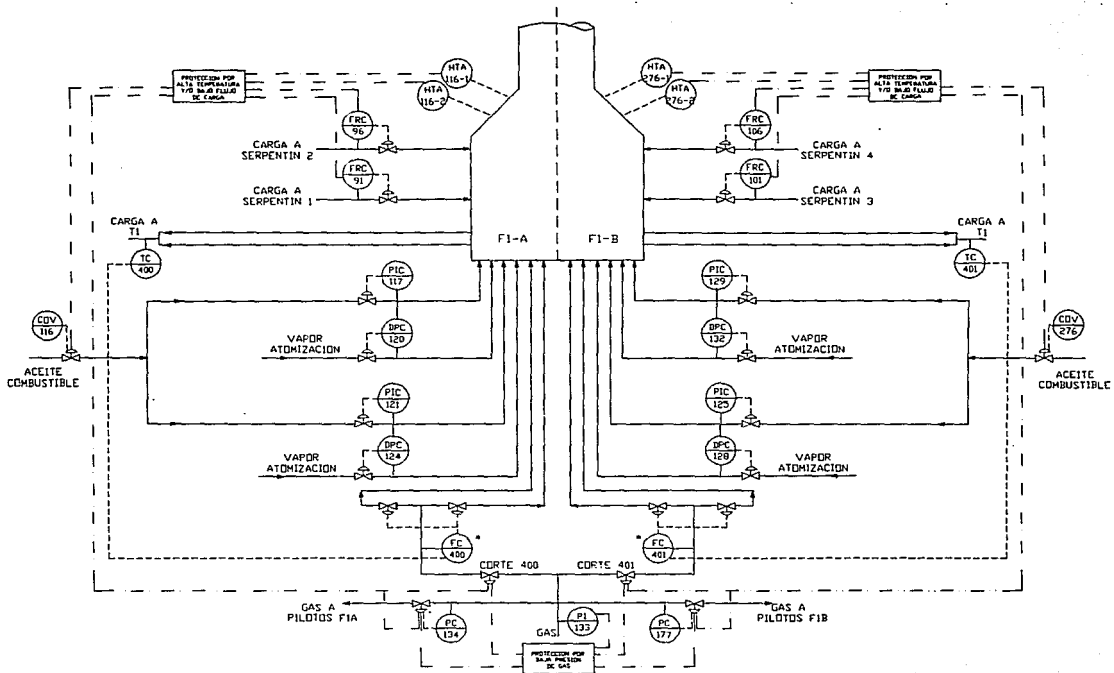 HTA
116-1
HTA
116-2
HTA
276-1
HTA
276-2
PROTECCION POR
ALTA TEMPERATURA
Y/O BAJO FLUJO
DE CARGA
PROTECCION POR
ALTA TEMPERATURA
Y/O BAJO FLUJO
DE CARGA
FRC
96
FRC
106
CARGA A
SERPENTIN 2
CARGA A
SERPENTIN 4
FRC
91
FRC
101
CARGA A
SERPENTIN 1
CARGA A
SERPENTIN 3
CARGA A
T1
CARGA A
T1
F1-A
F1-B
TC
400
TC
401
PIC
117
PIC
129
COV
116
COV
276
VAPOR
ATOMIZACION
DPC
120
DPC
132
VAPOR
ATOMIZACION
ACEITE
COMBUSTIBLE
ACEITE
COMBUSTIBLE
PIC
121
PIC
125
VAPOR
ATOMIZACION
DPC
124
DPC
128
VAPOR
ATOMIZACION
FC
400
*
*
FC
401
CORTE 400
CORTE 401
GAS A
PILOTOS F1A
GAS A
PILOTOS F1B
PC
134
GAS
PI
133
PC
177
PROTECCION POR
BAJA PRESION
DE GAS